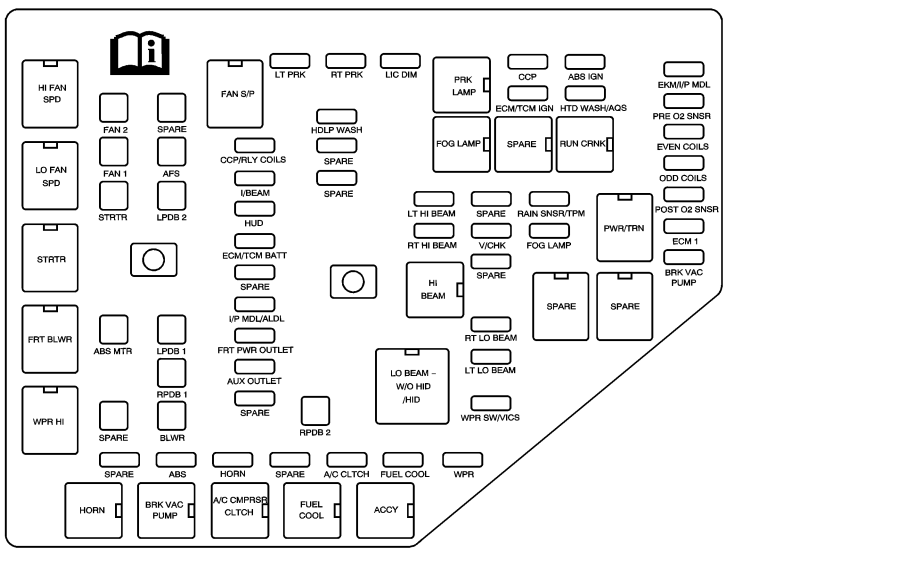 HI FAN
SPD
LO FAN
SPD
STRTR
FRT BLWR
WPR HI
FAN 2
SPARE
FAN 1
AFS
STRTR
LPDB 2
ABS MTR
LPDB 1
RPDB 1
SPARE
BLWR
FAN S/P
LT PRK
RT PRK
LIC DIM
HDLP WASH
SPARE
SPARE
CCP/RLY COILS
I/BEAM
HUD
ECM/TCM BATT
SPARE
I/P MDL/ALDL
FRT PWR OUTLET
AUX OUTLET
SPARE
RPDB 2
PRK
LAMP
CCP
ABS IGN
ECM/TCM IGN
HTD WASH/AQS
FOG LAMP
SPARE
RUN CRNK
EKM/I/P MDL
PRE O2 SNSR
EVEN COILS
ODD COILS
POST O2 SNSR
ECM 1
BRK VAC
PUMP
LT HI BEAM
SPARE
RAIN SNSR/TPM
RT HI BEAM
V/CHK
FOG LAMP
SPARE
PWR/TRN
HI
BEAM
SPARE
SPARE
RT LO BEAM
LT LO BEAM
LO BEAM –
W/O HID
/HID
WPR SW/VICS
SPARE
ABS
HORN
SPARE
A/C CLTCH
FUEL COOL
WPR
HORN
BRK VAC
PUMP
A/C CMPRSR
CLTCH
FUEL
COOL
ACCY